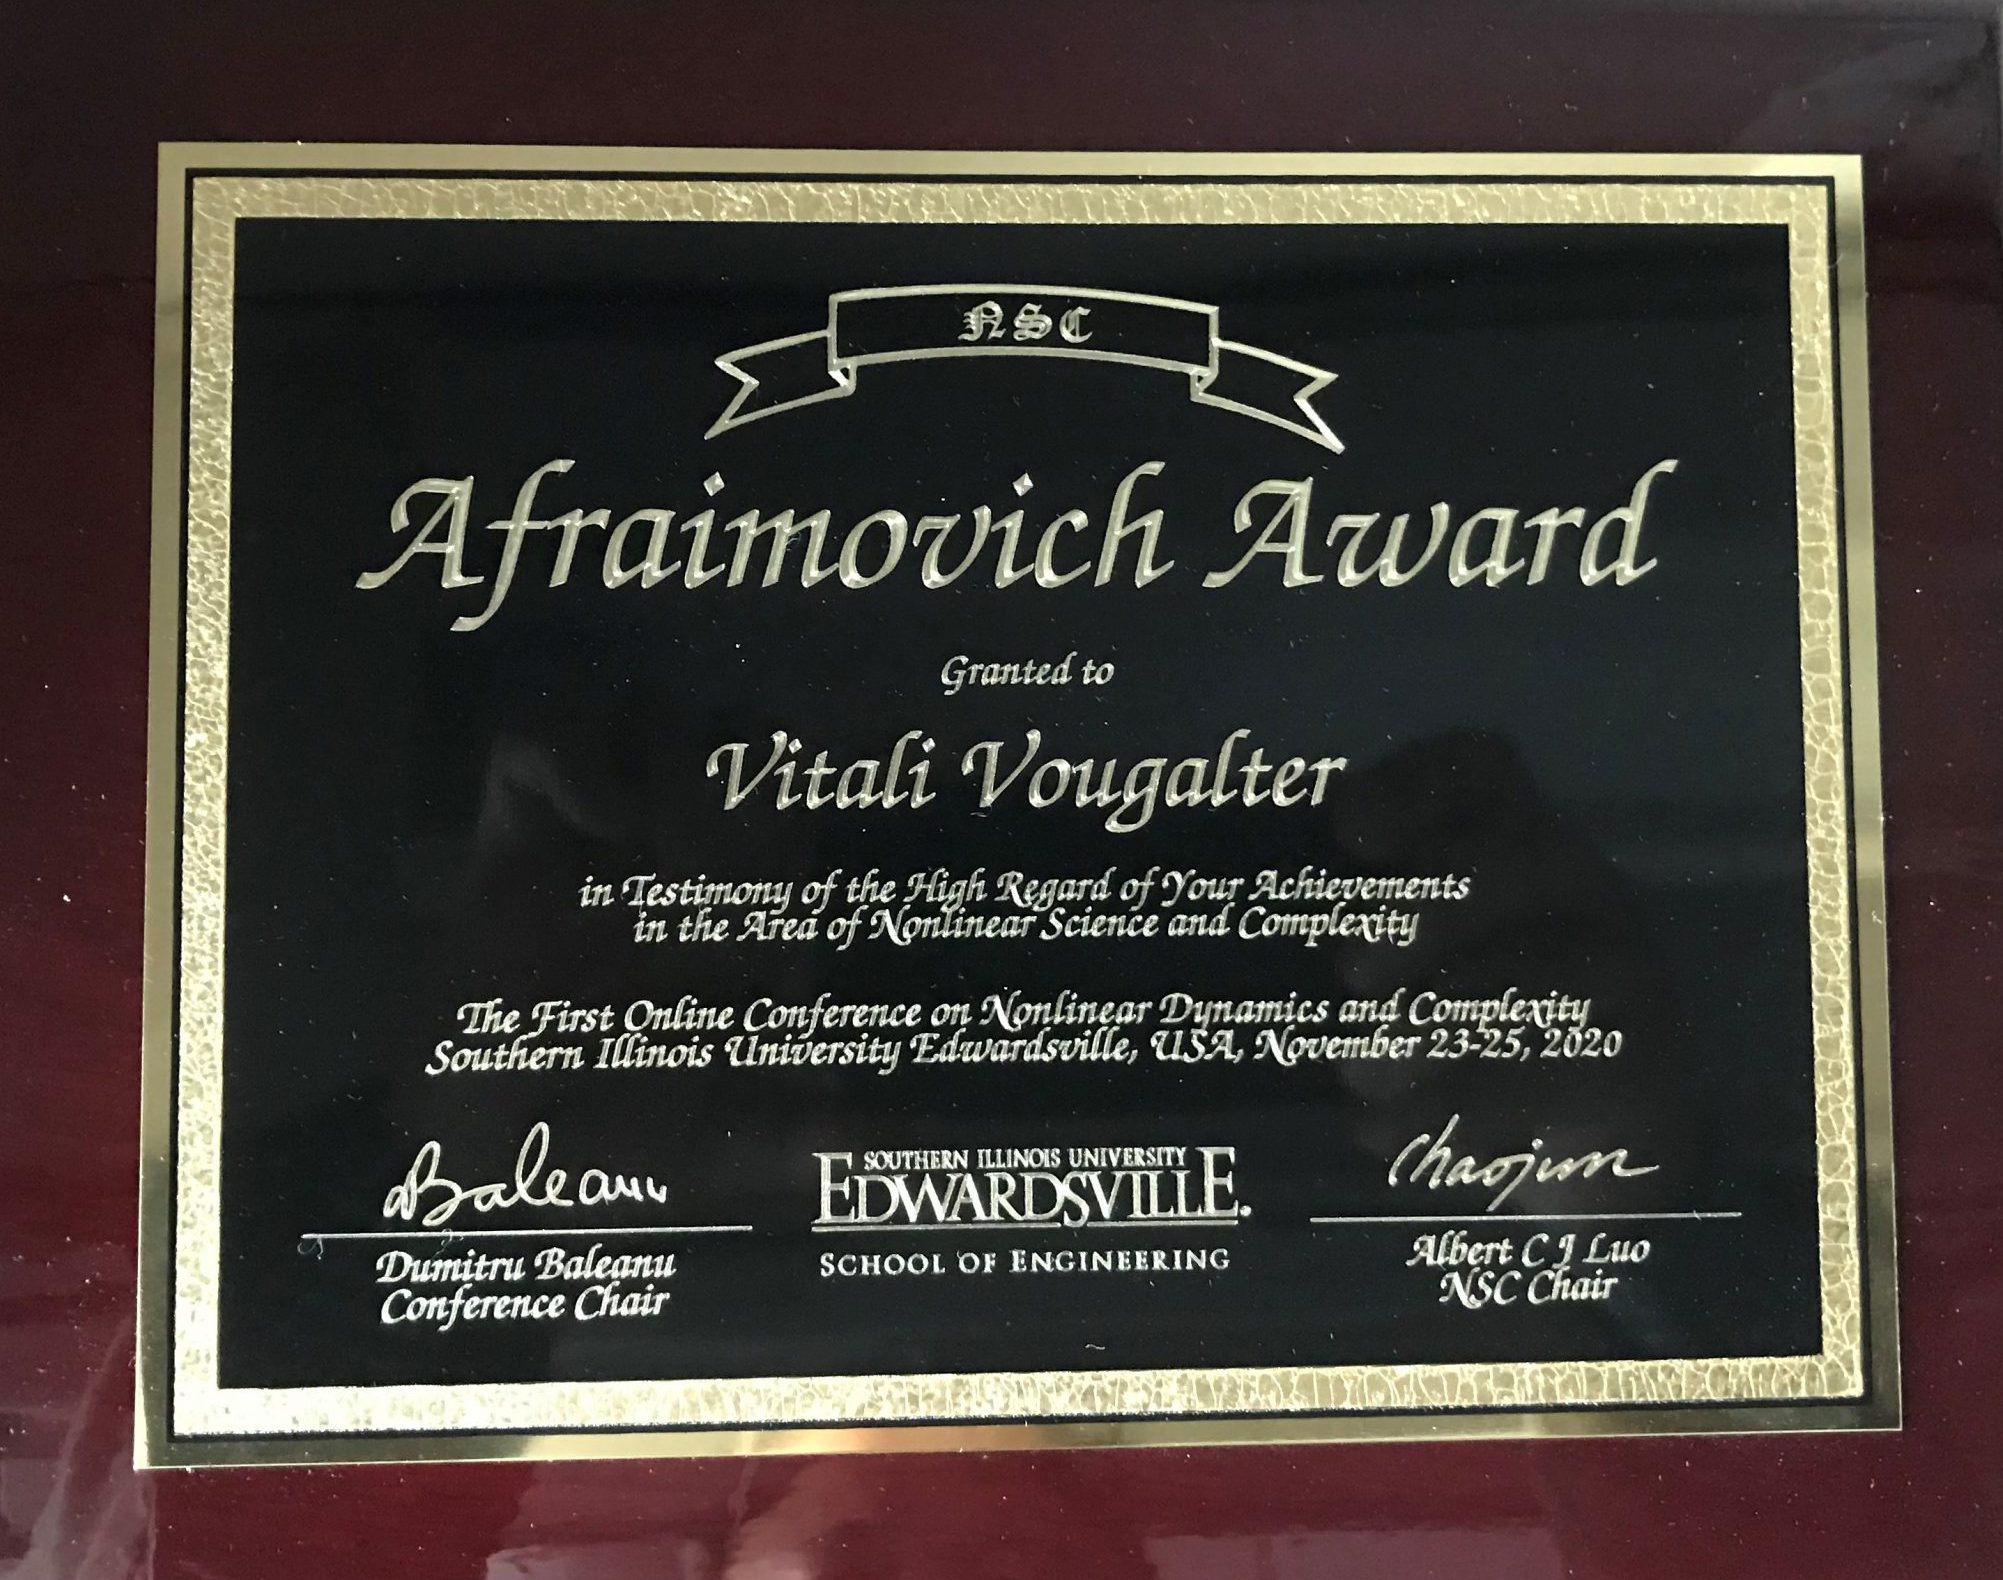 NSC
Afraimovich Award
Granted to
Vitali Vougalter
in Testimony of the High Regard of Your Achievements
in the Area of Nonlinear Science and Complexity
The First Online Conference on Nonlinear Dynamics and Complexity
Southern Illinois University Edwardsville, USA, November 23-25, 2020
DBaleanu
Dumitru Baleanu
Conference Chair
SOUTHERN ILLINOIS UNIVERSITY
EDWARDSVILLE.
SCHOOL OF ENGINEERING
Chaojun
Albert C J Luo
NSC Chair